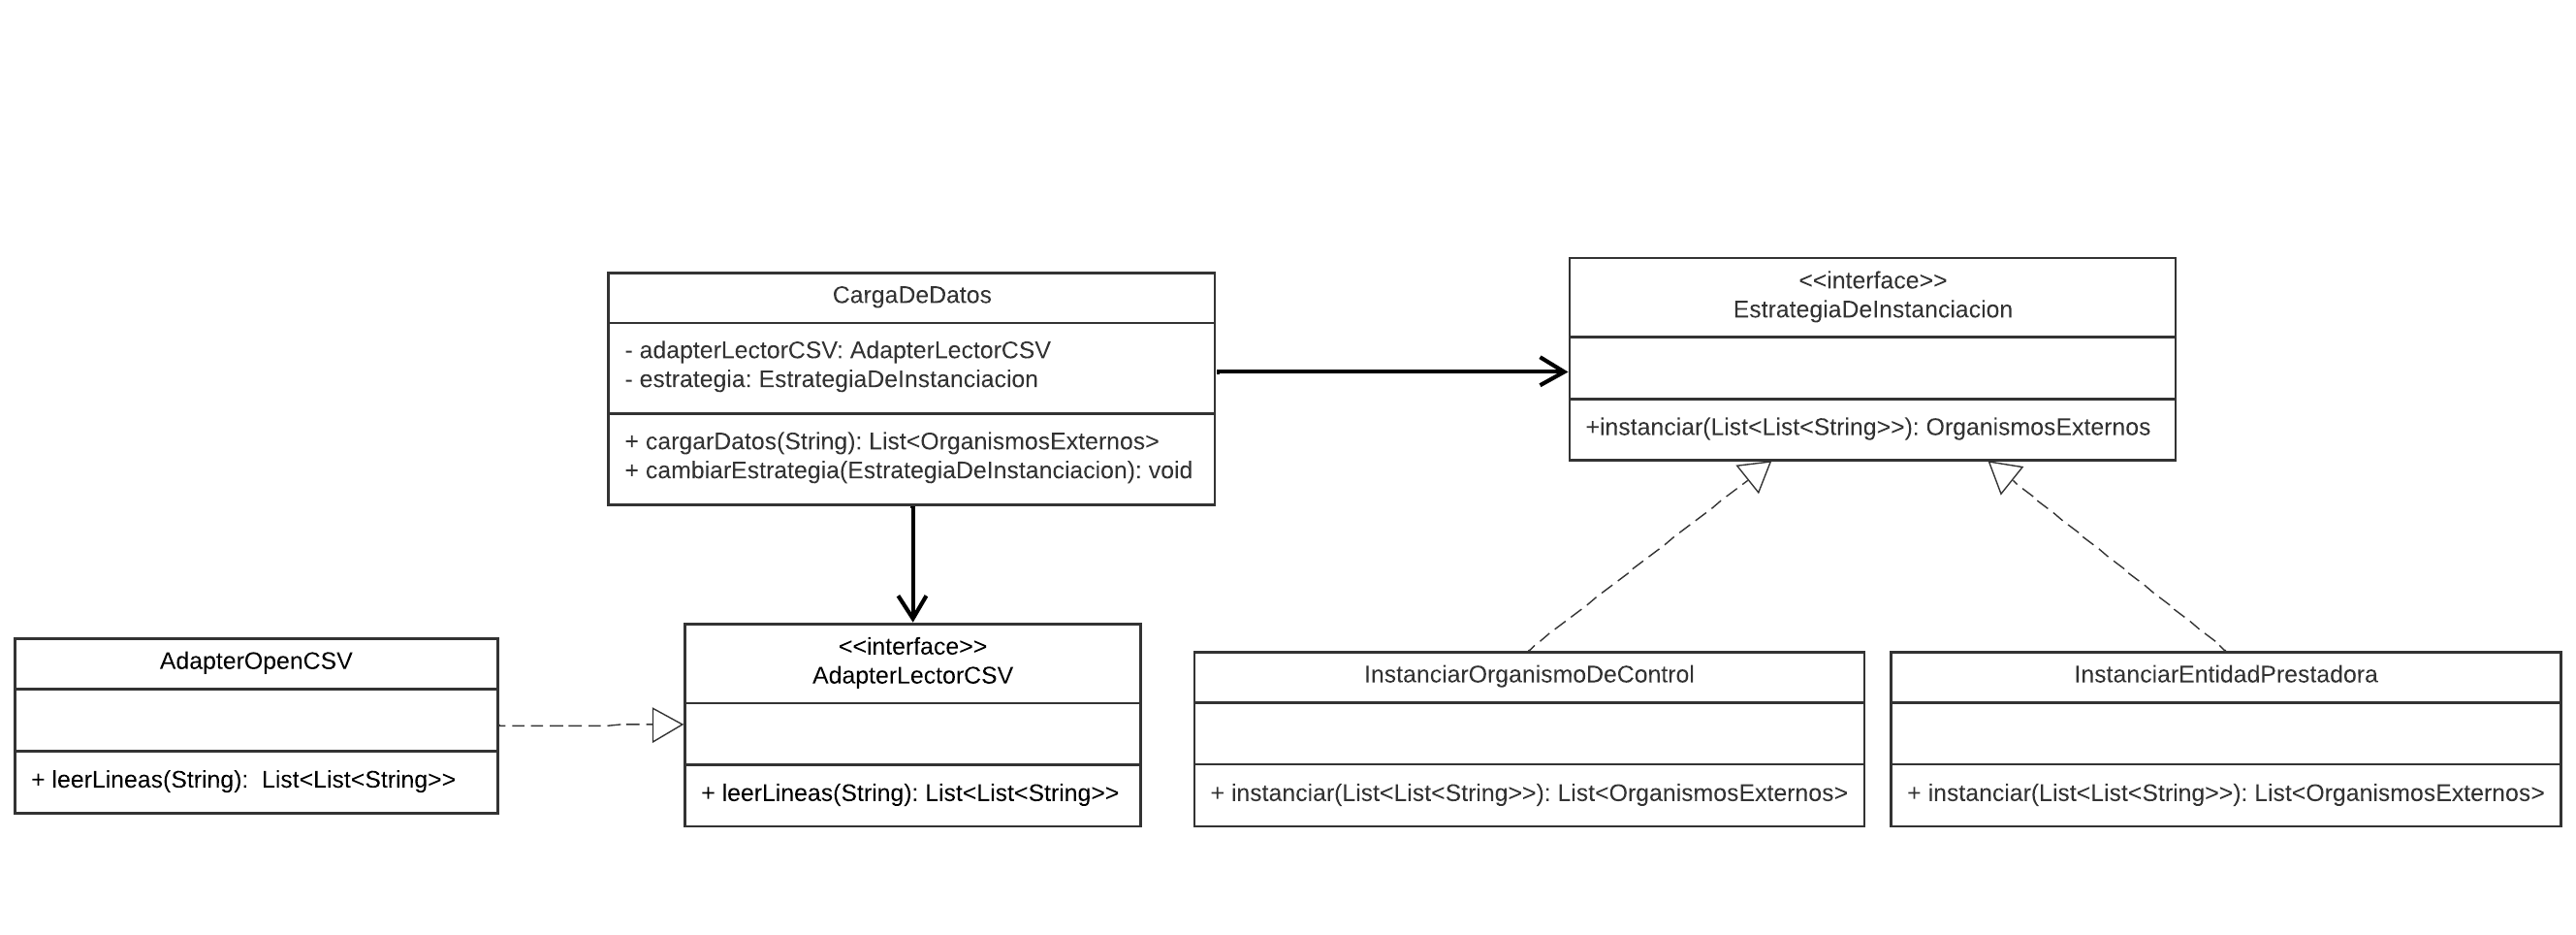 CargaDeDatos
- adapterLectorCSV: AdapterLectorCSV
- estrategia: EstrategiaDeInstanciacion
+ cargarDatos(String): List<OrganismosExternos>
+ cambiarEstrategia(EstrategiaDeInstanciacion): void
<<interface>>
EstrategiaDeInstanciacion
+instanciar(List<List<String>>): OrganismosExternos
AdapterOpenCSV
+ leerLineas(String):  List<List<String>>
<<interface>>
AdapterLectorCSV
+ leerLineas(String): List<List<String>>
InstanciarOrganismoDeControl
+ instanciar(List<List<String>>): List<OrganismosExternos>
InstanciarEntidadPrestadora
+ instanciar(List<List<String>>): List<OrganismosExternos>